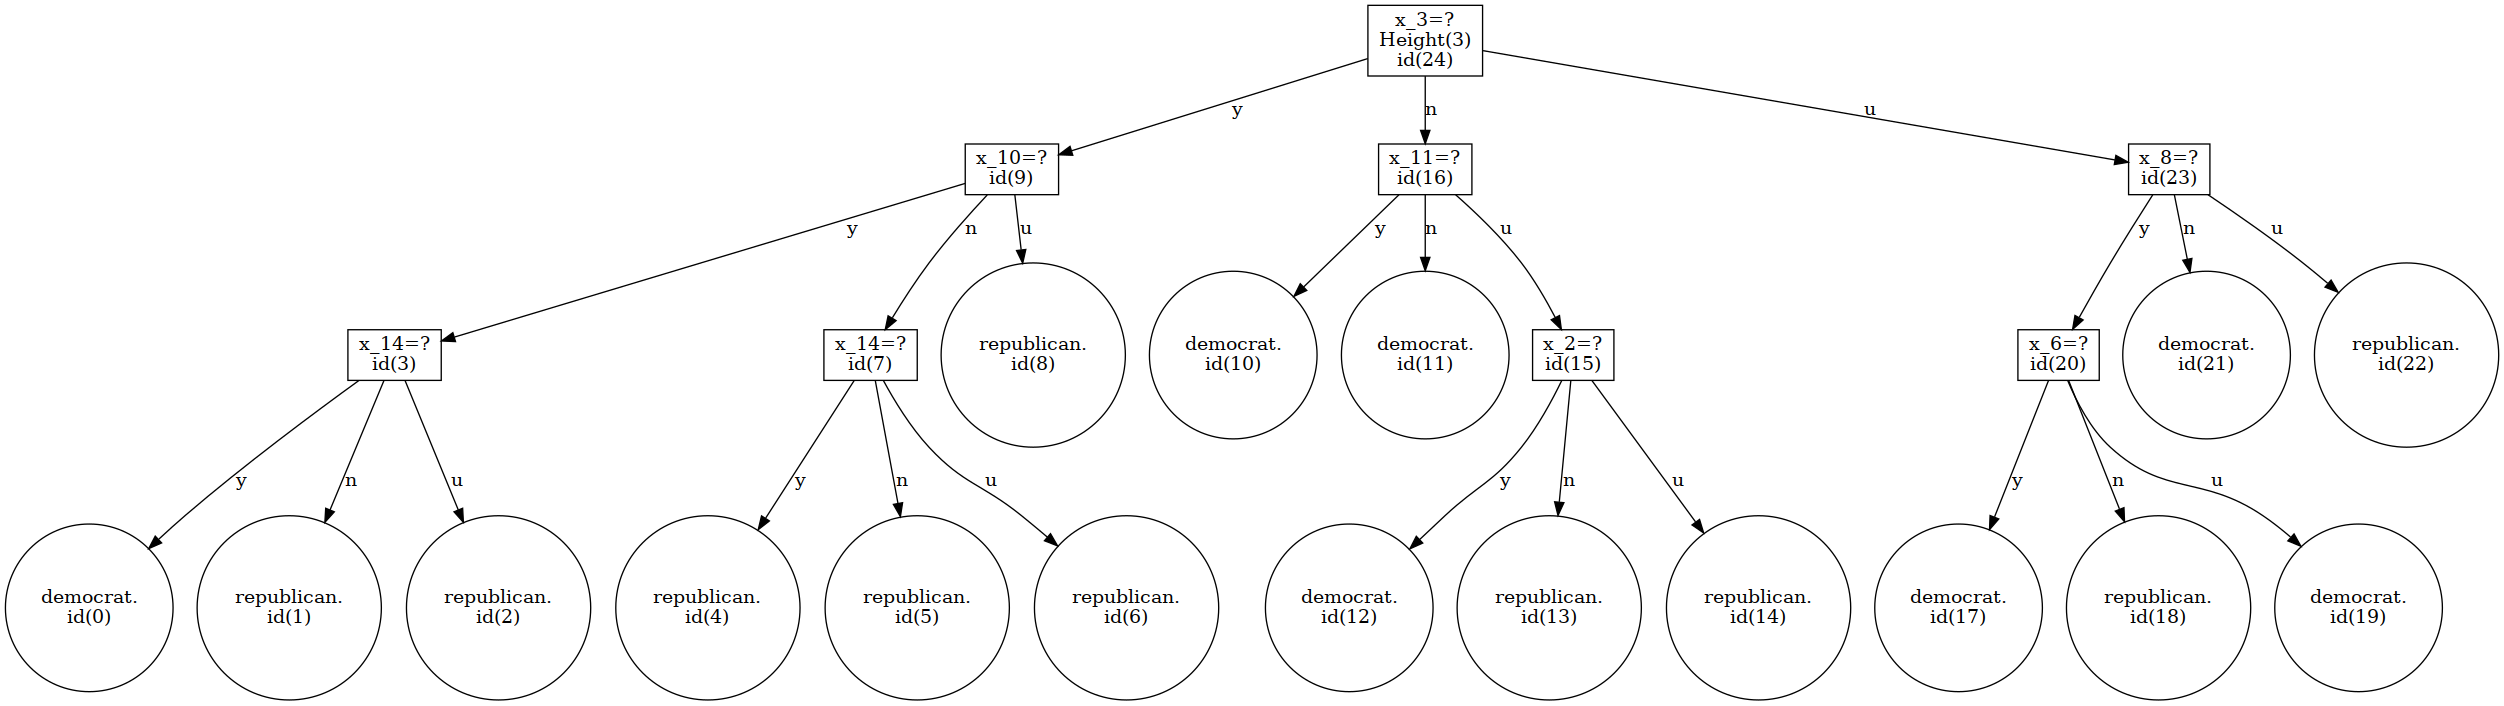 x_3=?
Height(3)
id(24)
y
n
u
x_10=?
id(9)
x_11=?
id(16)
x_8=?
id(23)
y
n
u
y
n
u
y
n
u
x_14=?
id(3)
x_14=?
id(7)
republican.
id(8)
democrat.
id(10)
democrat.
id(11)
x_2=?
id(15)
x_6=?
id(20)
democrat.
id(21)
republican.
id(22)
y
n
u
y
n
u
y
n
u
y
n
u
democrat.
id(0)
republican.
id(1)
republican.
id(2)
republican.
id(4)
republican.
id(5)
republican.
id(6)
democrat.
id(12)
republican.
id(13)
republican.
id(14)
democrat.
id(17)
republican.
id(18)
democrat.
id(19)